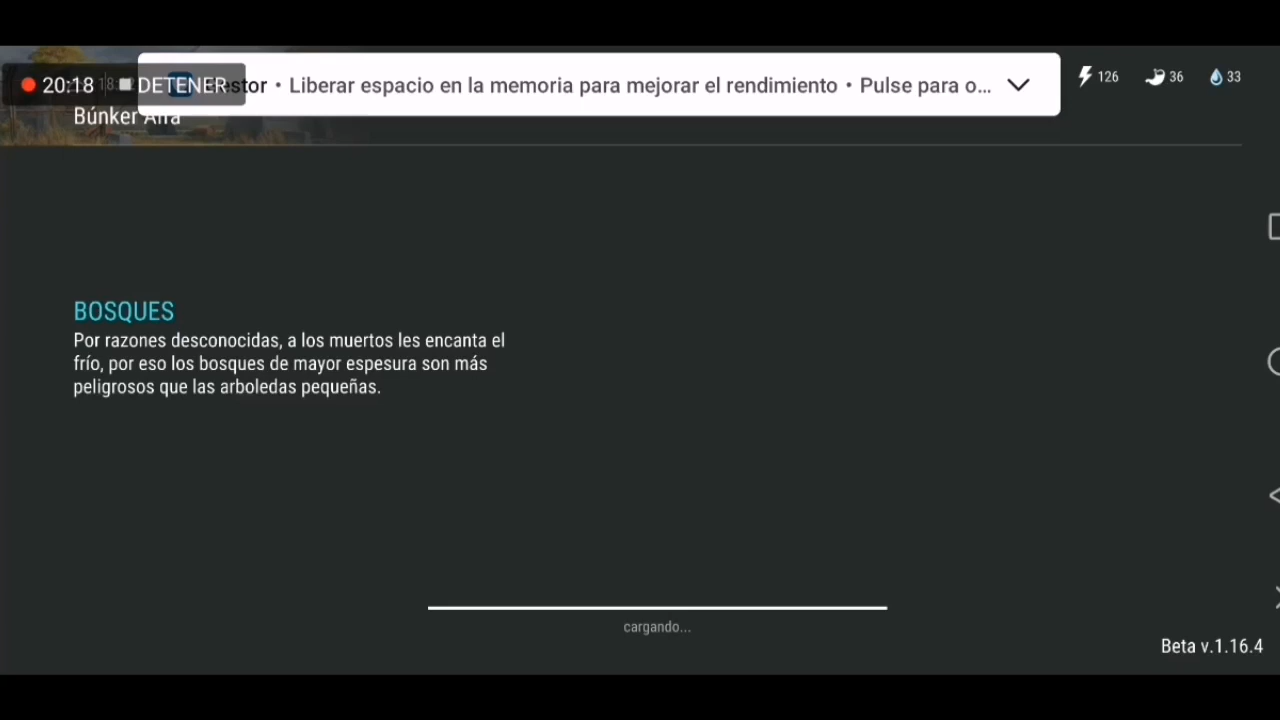 20:18 DETENER stor • Liberar espacio en la memoria para mejorar el rendimiento • Pulse para o...
126 36 33
Búnker Alfa
BOSQUES
Por razones desconocidas, a los muertos les encanta el
frío, por eso los bosques de mayor espesura son más
peligrosos que las arboledas pequeñas.
cargando...
Beta v.1.16.4